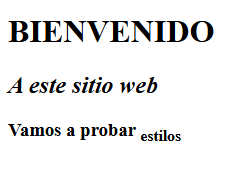 BIENVENIDO
A este sitio web
Vamos a probar estilos